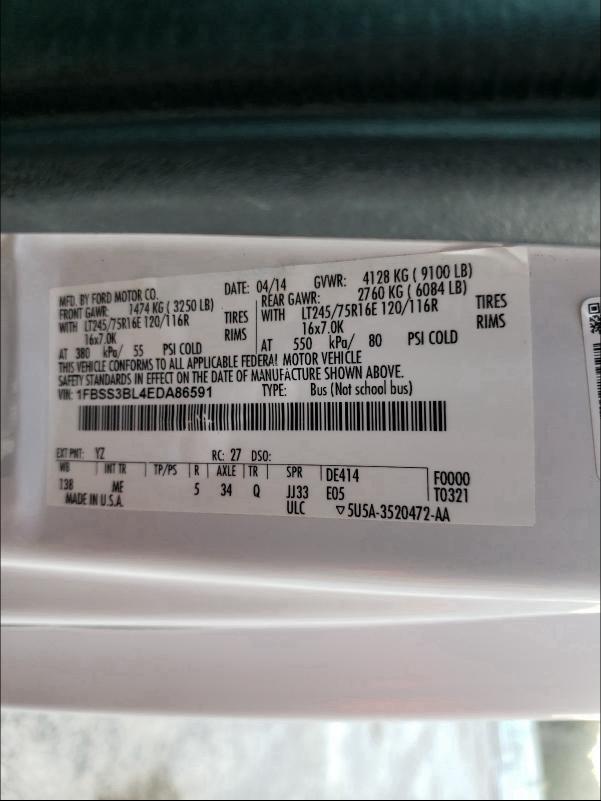 MFD. BY FORD MOTOR CO. DATE: 04/14 GVWR: 4128 KG ( 9100 LB)
FRONT GAWR: 1474 KG ( 3250 LB) REAR GAWR: 2760 KG ( 6084 LB)
WITH LT245/75R16E 120/116R TIRES WITH LT245/75R16E 120/116R TIRES
16x7.0K RIMS 16x7.0K RIMS
AT 380 kPa/ 55 PSI COLD AT 550 kPa/ 80 PSI COLD
THIS VEHICLE CONFORMS TO ALL APPLICABLE FEDERAL MOTOR VEHICLE
SAFETY STANDARDS IN EFFECT ON THE DATE OF MANUFACTURE SHOWN ABOVE.
VIN: 1FBSS3BL4EDA86591 TYPE: Bus (Not school bus)
EXT PNT: YZ RC: 27 DSO:
WB INT TR TP/PS R AXLE TR SPR DE414 F0000
138 ME 5 34 Q JJ33 E05 T0321
MADE IN U.S.A. ULC ▽5U5A-3520472-AA